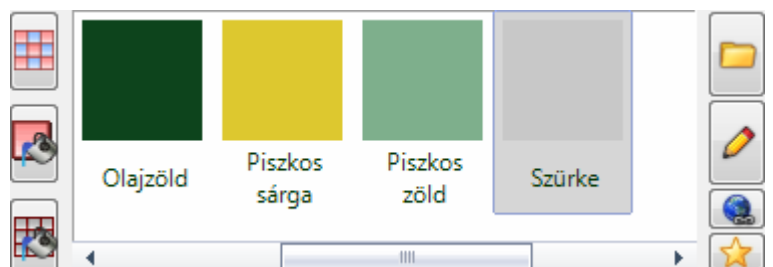 Olajzöld
Piszkos
sárga
Piszkos
zöld
Szürke